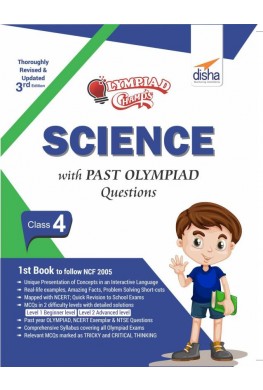 Thoroughly
Revised &
Updated
3rd Edition
OLYMPIAD
CHAMPS
disha
SCIENCE
with PAST OLYMPIAD
Questions
Class 4
1st Book to follow NCF 2005
• Unique Presentation of Concepts in an Interactive Language
• Real-life examples, Amazing Facts, Problem Solving Short-cuts
• Mapped with NCERT; Quick Revision to School Exams
• MCQs in 2 difficulty levels with detailed solutions
Level 1 Beginner level Level 2 Advanced level
• Past year OLYMPIAD, NCERT Exemplar & NTSE Questions
• Comprehensive Syllabus covering all Olympiad Exams
• Relevant MCQs marked as TRICKY and CRITICAL THINKING